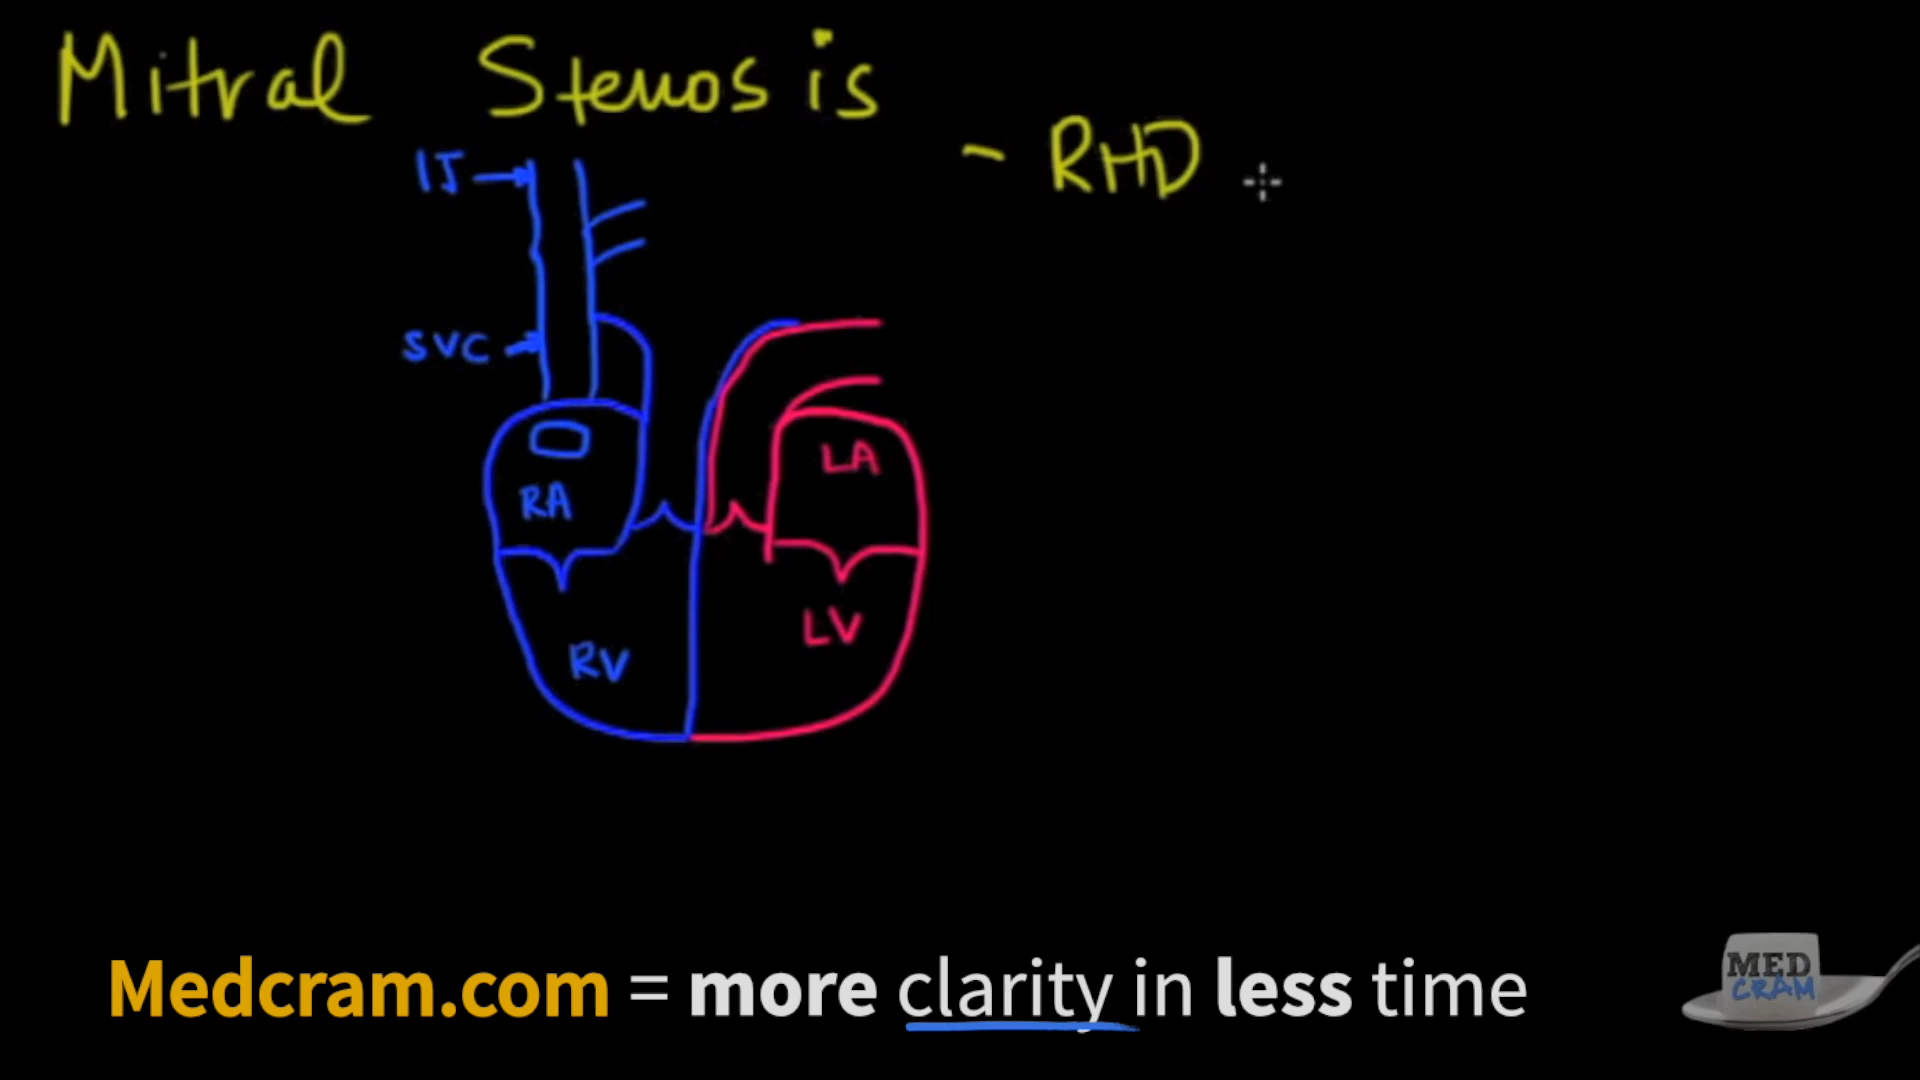 Mitral Stenosis
- RHD
IJ
SVC
LA
RA
LV
RV
Medcram.com = more clarity in less time
MED
CRAM